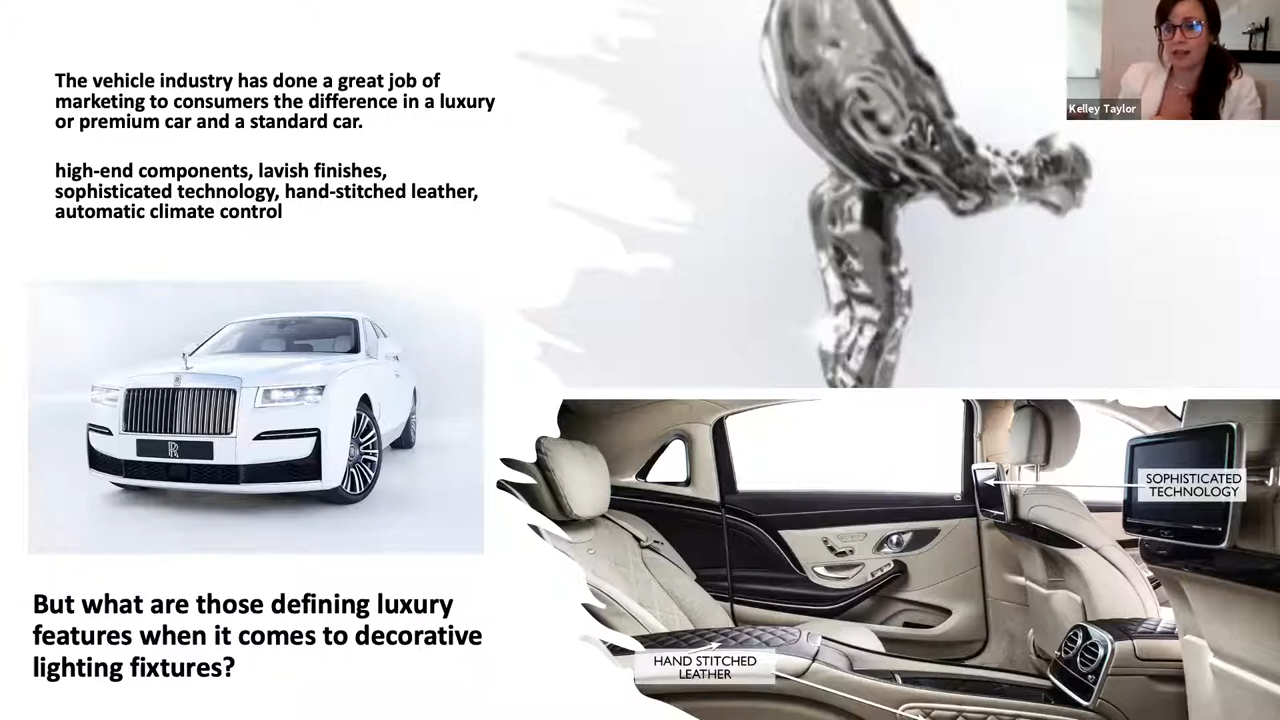 The vehicle industry has done a great job of
marketing to consumers the difference in a luxury
or premium car and a standard car.
high-end components, lavish finishes,
sophisticated technology, hand-stitched leather,
automatic climate control
Kelley Taylor
SOPHISTICATED
TECHNOLOGY
HAND STITCHED
LEATHER
But what are those defining luxury
features when it comes to decorative
lighting fixtures?